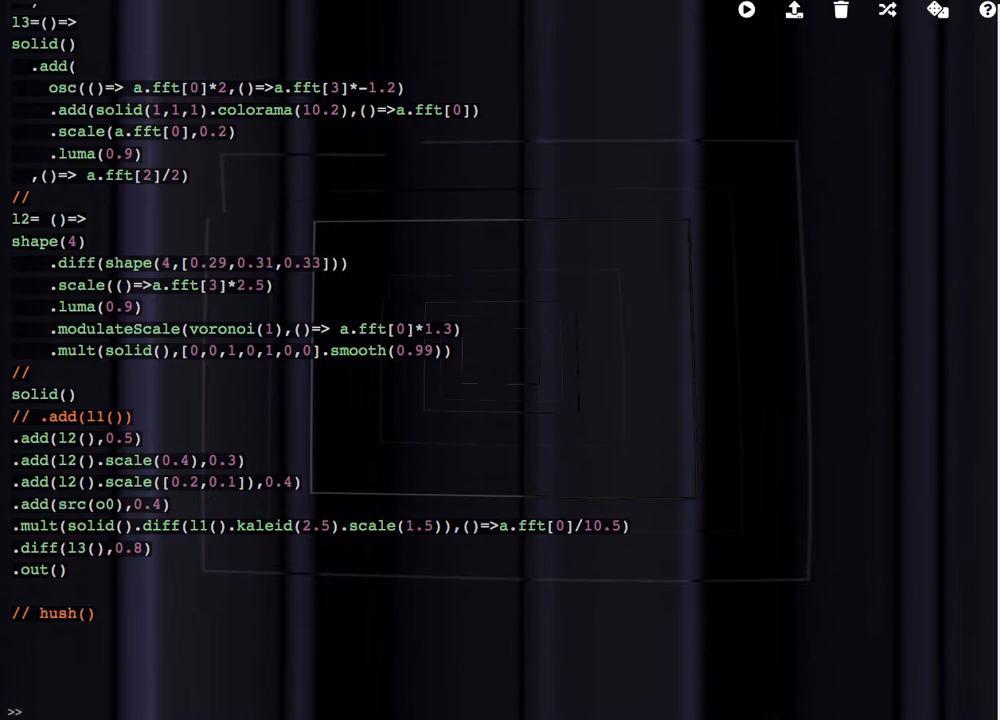 ,
l3=()=>
solid()
.add(
osc(()=> a.fft[0]*2,()=>a.fft[3]*-1.2)
.add(solid(1,1,1).colorama(10.2),()=>a.fft[0])
.scale(a.fft[0],0.2)
.luma(0.9)
,()=> a.fft[2]/2)
//
l2= ()=>
shape(4)
.diff(shape(4,[0.29,0.31,0.33]))
.scale(()=>a.fft[3]*2.5)
.luma(0.9)
.modulateScale(voronoi(1),()=> a.fft[0]*1.3)
.mult(solid(),[0,0,1,0,1,0,0].smooth(0.99))
//
solid()
// .add(l1())
.add(l2(),0.5)
.add(l2().scale(0.4),0.3)
.add(l2().scale([0.2,0.1]),0.4)
.add(src(o0),0.4)
.mult(solid().diff(l1().kaleid(2.5).scale(1.5)),()=>a.fft[0]/10.5)
.diff(l3(),0.8)
.out()
// hush()
>>